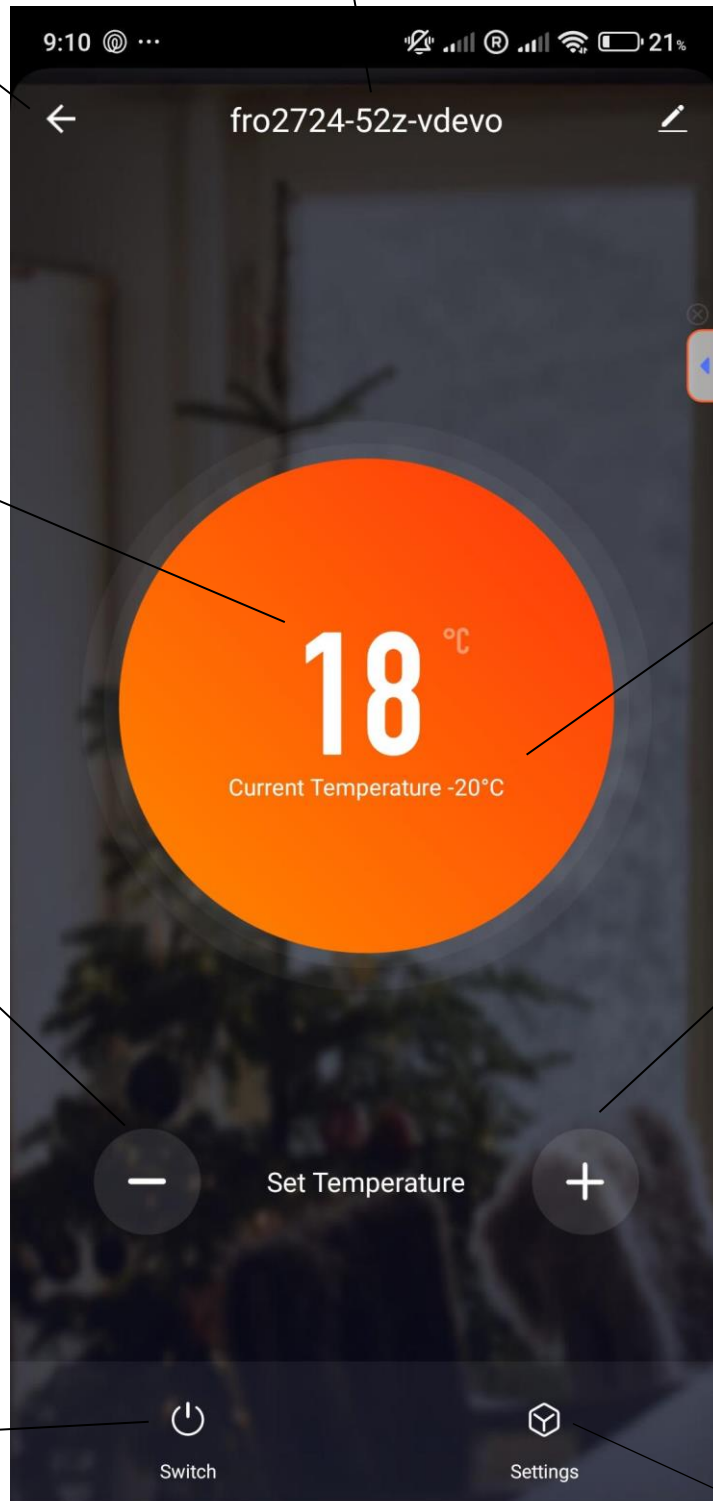 9:10 ... ® 21%
fro2724-52z-vdevo
18 °C
Current Temperature -20°C
Set Temperature
Switch Settings